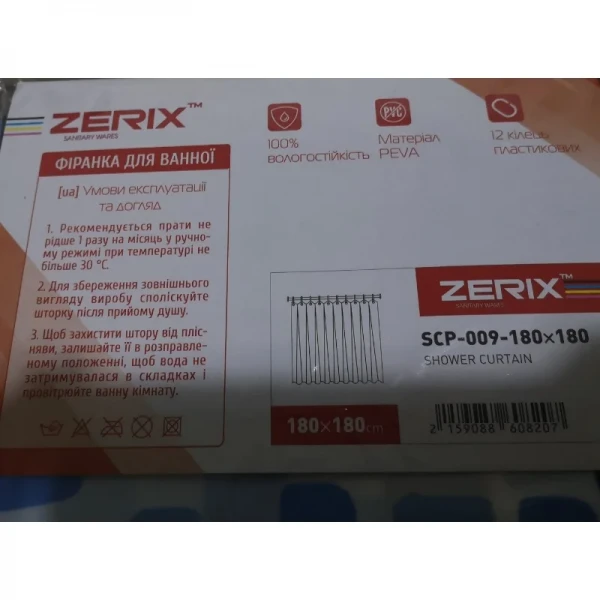 ZERIX™
SANITARY WARES
ФІРАНКА ДЛЯ ВАННОЇ
[ua] Умови експлуатації
та догляд
1. Рекомендується прати не
рідше 1 разу на місяць у ручно-
му режимі при температурі не
більше 30 °C.
2. Для збереження зовнішнього
вигляду виробу споліскуйте
шторку після прийому душу.
3. Щоб захистити штору від пліс-
няви, залишайте її в розправле-
ному положенні, щоб вода не
затримувалася в складках і
провітрюйте ванну кімнату.
100%
вологостійкість
PVC
Матеріал
PEVA
12 кілець
пластикових
ZERIX™
SANITARY WARES
SCP-009-180×180
SHOWER CURTAIN
180×180cm
2 159088 608207